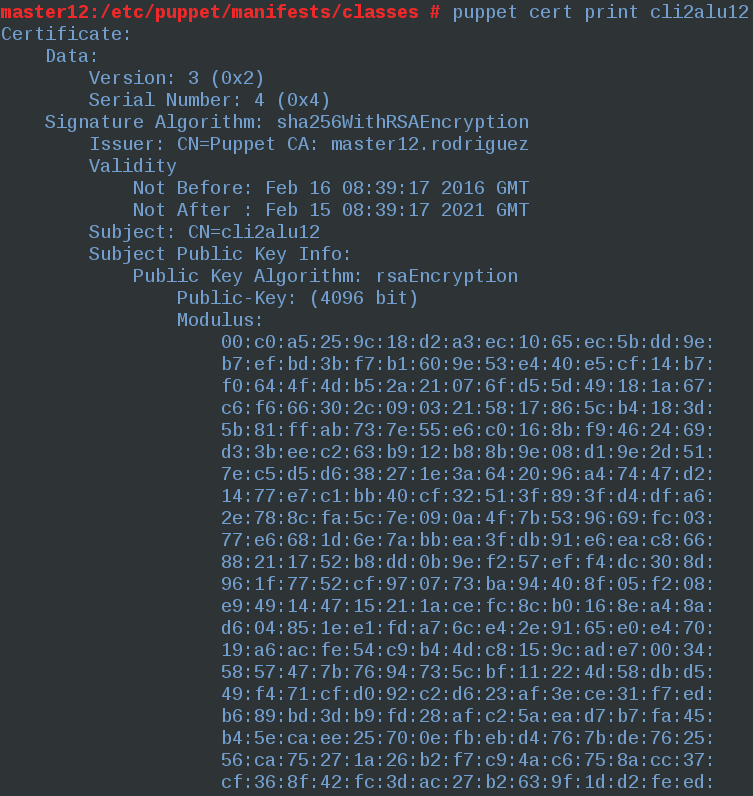 master12:/etc/puppet/manifests/classes # puppet cert print cli2alu12
Certificate:
    Data:
        Version: 3 (0x2)
        Serial Number: 4 (0x4)
    Signature Algorithm: sha256WithRSAEncryption
        Issuer: CN=Puppet CA: master12.rodriguez
        Validity
            Not Before: Feb 16 08:39:17 2016 GMT
            Not After : Feb 15 08:39:17 2021 GMT
        Subject: CN=cli2alu12
        Subject Public Key Info:
            Public Key Algorithm: rsaEncryption
                Public-Key: (4096 bit)
                Modulus:
                    00:c0:a5:25:9c:18:d2:a3:ec:10:65:ec:5b:dd:9e:
                    b7:ef:bd:3b:f7:b1:60:9e:53:e4:40:e5:cf:14:b7:
                    f0:64:4f:4d:b5:2a:21:07:6f:d5:5d:49:18:1a:67:
                    c6:f6:66:30:2c:09:03:21:58:17:86:5c:b4:18:3d:
                    5b:81:ff:ab:73:7e:55:e6:c0:16:8b:f9:46:24:69:
                    d3:3b:ee:c2:63:b9:12:b8:8b:9e:08:d1:9e:2d:51:
                    7e:c5:d5:d6:38:27:1e:3a:64:20:96:a4:74:47:d2:
                    14:77:e7:c1:bb:40:cf:32:51:3f:89:3f:d4:df:a6:
                    2e:78:8c:fa:5c:7e:09:0a:4f:7b:53:96:69:fc:03:
                    77:e6:68:1d:6e:7a:bb:ea:3f:db:91:e6:ea:c8:66:
                    88:21:17:52:b8:dd:0b:9e:f2:57:ef:f4:dc:30:8d:
                    96:1f:77:52:cf:97:07:73:ba:94:40:8f:05:f2:08:
                    e9:49:14:47:15:21:1a:ce:fc:8c:b0:16:8e:a4:8a:
                    d6:04:85:1e:e1:fd:a7:6c:e4:2e:91:65:e0:e4:70:
                    19:a6:ac:fe:54:c9:b4:4d:c8:15:9c:ad:e7:00:34:
                    58:57:47:7b:76:94:73:5c:bf:11:22:4d:58:db:d5:
                    49:f4:71:cf:d0:92:c2:d6:23:af:3e:ce:31:f7:ed:
                    b6:89:bd:3d:b9:fd:28:af:c2:5a:ea:d7:b7:fa:45:
                    b4:5e:ca:ee:25:70:0e:fb:eb:d4:76:7b:de:76:25:
                    56:ca:75:27:1a:26:b2:f7:c9:4a:c6:75:8a:cc:37:
                    cf:36:8f:42:fc:3d:ac:27:b2:63:9f:1d:d2:fe:ed: